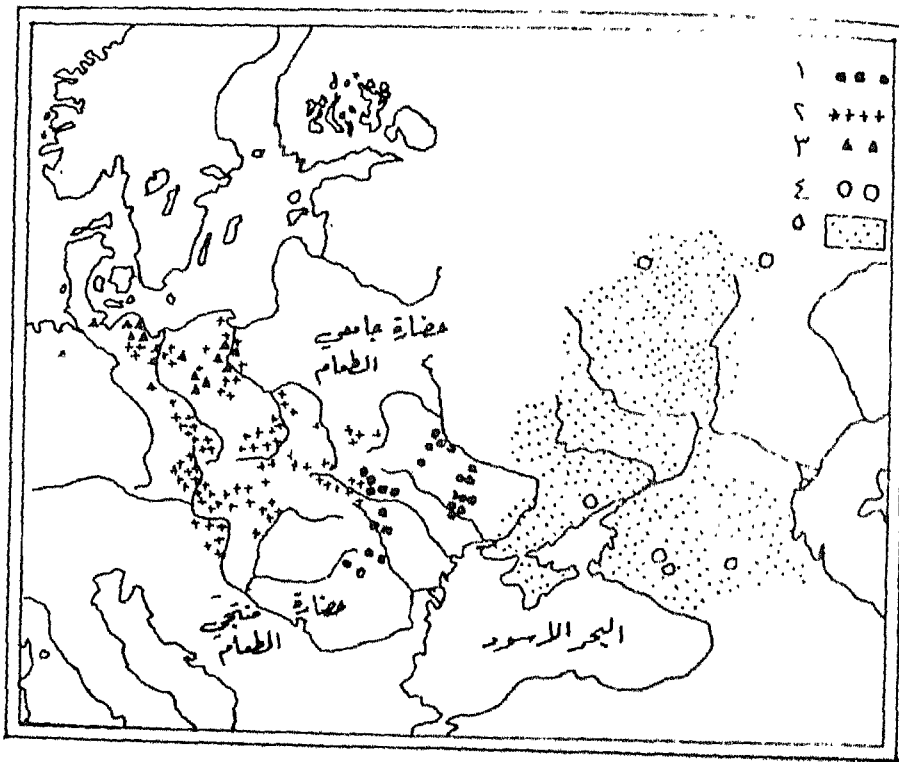 ١
٢
٣
٤
٥
حضارة جامعي
الطعام
حضارة منتجي
الطعام
البحر الاسود